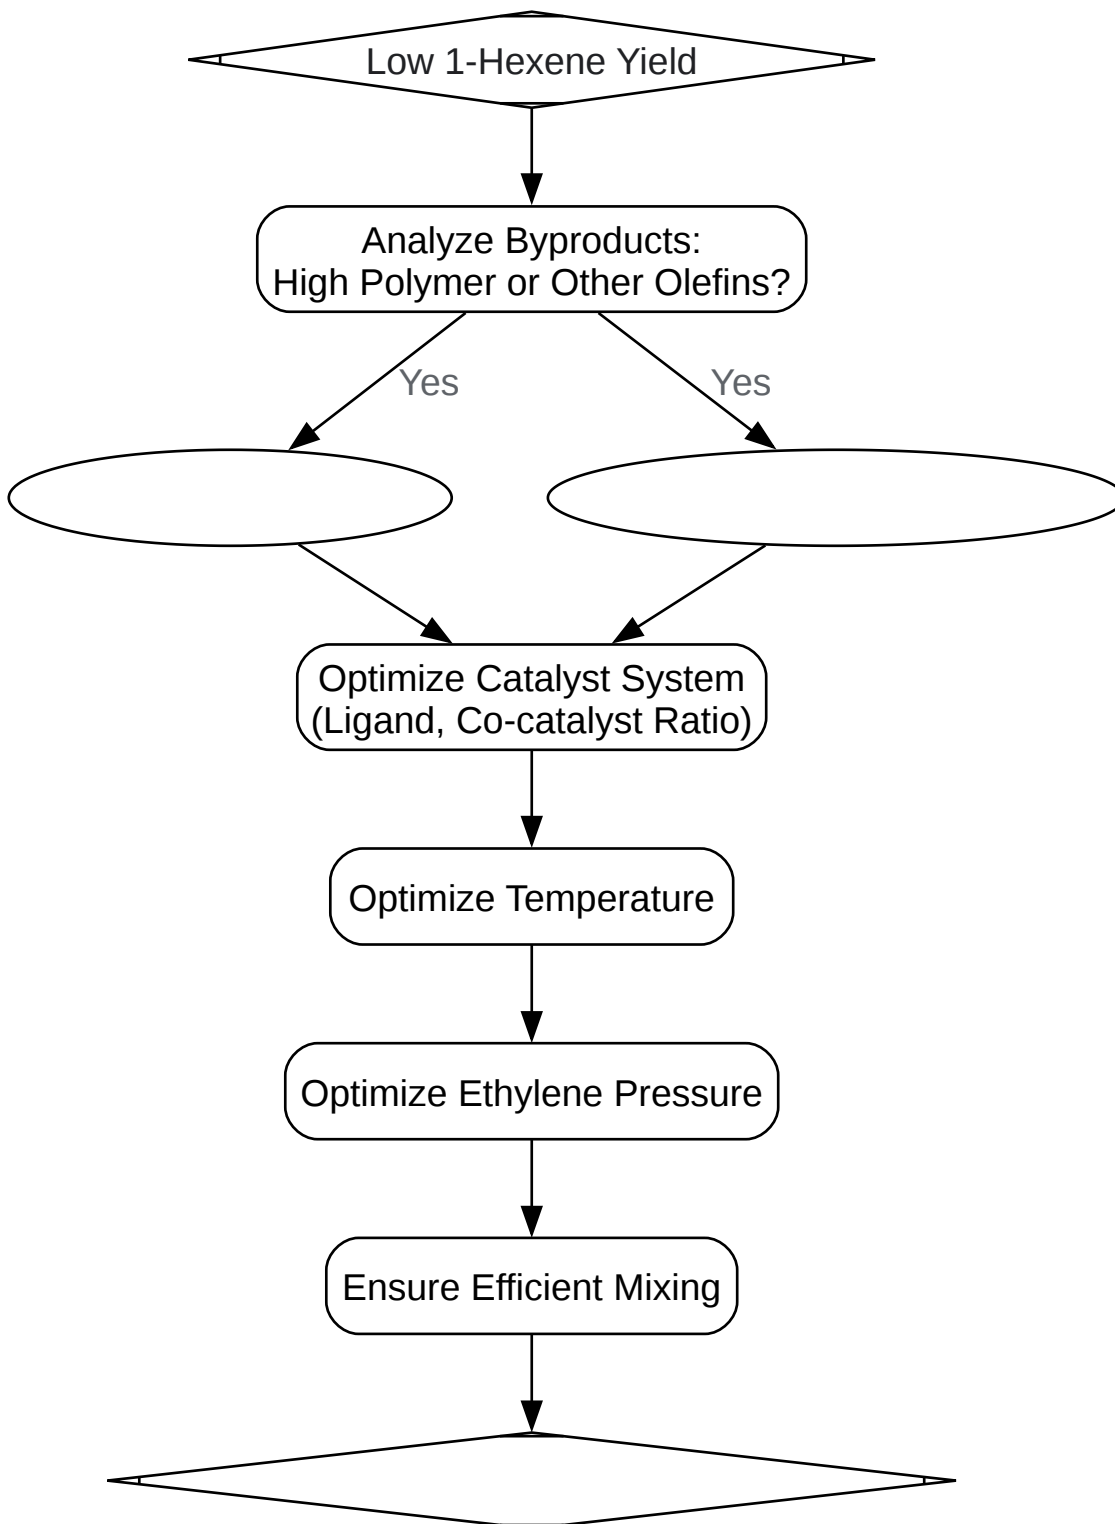 Low 1-Hexene Yield
Analyze Byproducts:
High Polymer or Other Olefins?
Yes
Yes
Optimize Catalyst System
(Ligand, Co-catalyst Ratio)
Optimize Temperature
Optimize Ethylene Pressure
Ensure Efficient Mixing